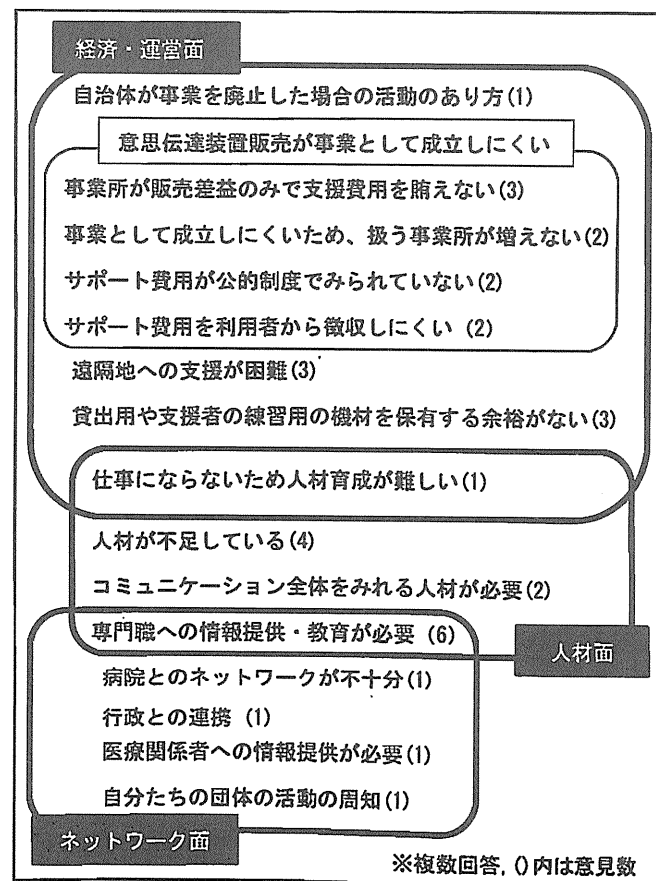 経済・運営面
自治体が事業を廃止した場合の活動のあり方(1)
意思伝達装置販売が事業として成立しにくい
事業所が販売差益のみで支援費用を賄えない(3)
事業として成立しにくいため、扱う事業所が増えない(2)
サポート費用が公的制度でみられていない(2)
サポート費用を利用者から徴収しにくい (2)
遠隔地への支援が困難(3)
貸出用や支援者の練習用の機材を保有する余裕がない(3)
仕事にならないため人材育成が難しい(1)
人材が不足している(4)
コミュニケーション全体をみれる人材が必要(2)
専門職への情報提供・教育が必要 (6)
人材面
病院とのネットワークが不十分(1)
行政との連携 (1)
医療関係者への情報提供が必要(1)
自分たちの団体の活動の周知(1)
ネットワーク面
※複数回答, ()内は意見数